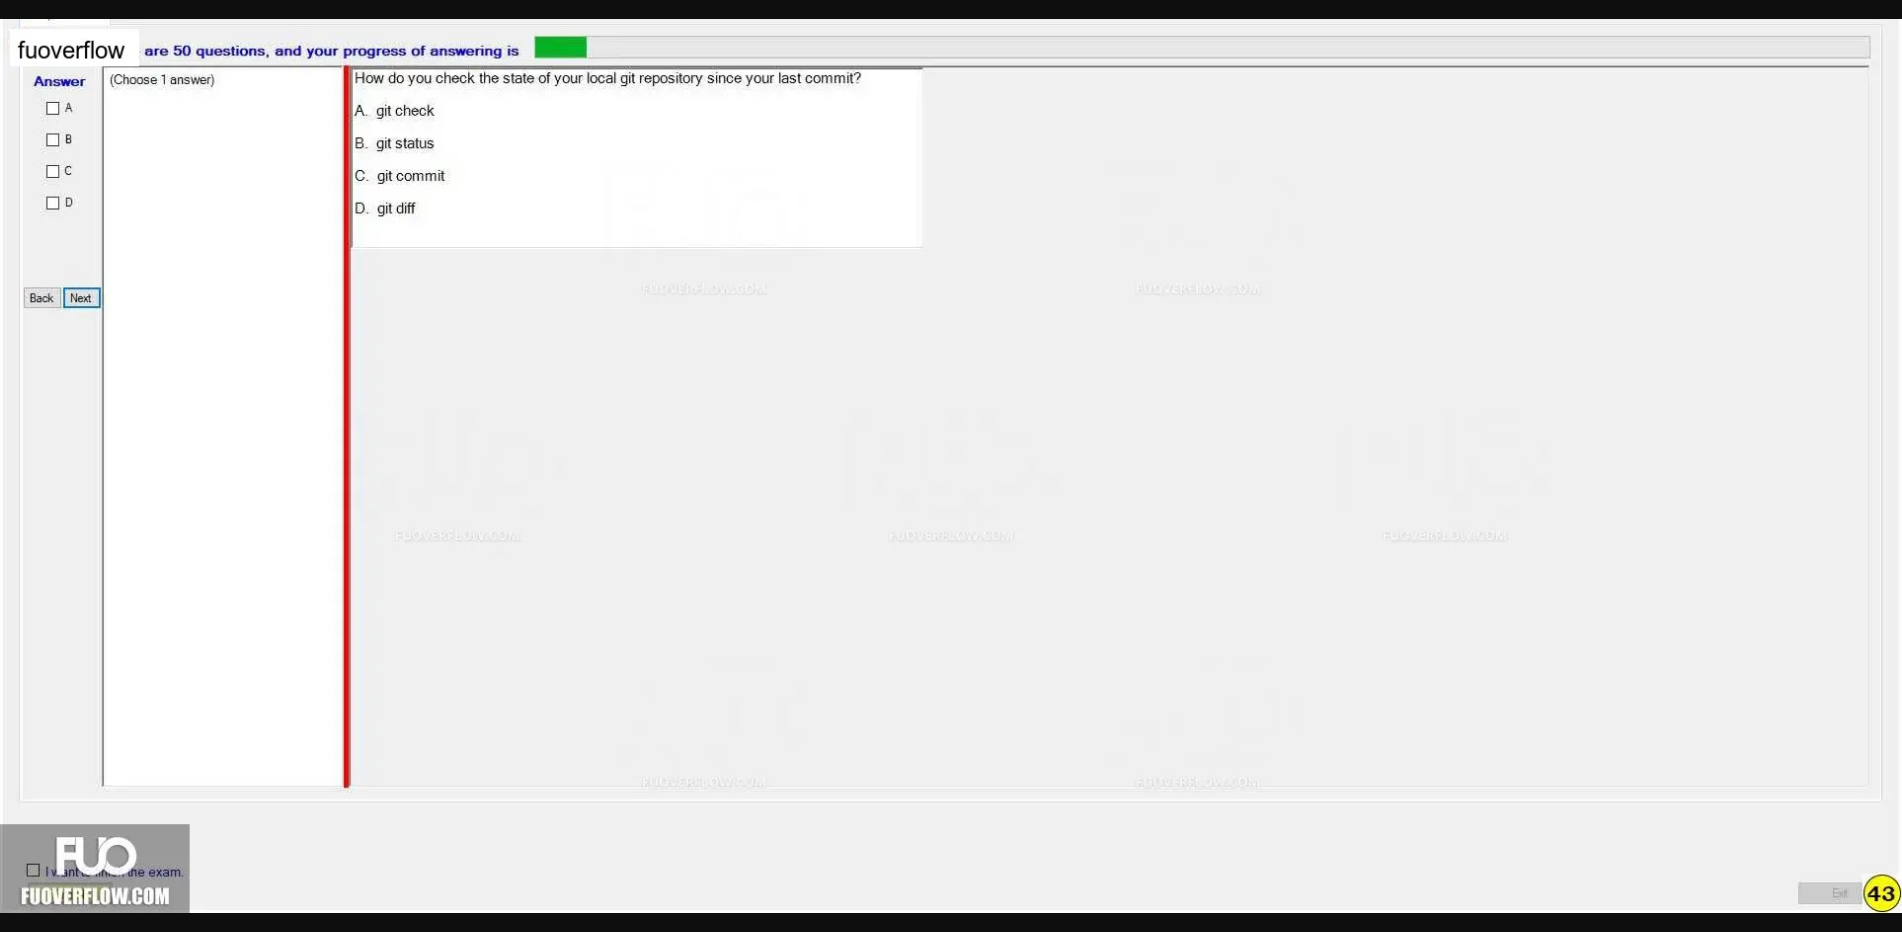 fuoverflow are 50 questions, and your progress of answering is
Answer
(Choose 1 answer)
A
B
C
D
Back Next
How do you check the state of your local git repository since your last commit?
A. git check
B. git status
C. git commit
D. git diff
FUOVERFLOW.COM FUOVERFLOW.COM
FUOVERFLOW.COM FUOVERFLOW.COM FUOVERFLOW.COM
FUOVERFLOW.COM FUOVERFLOW.COM
FUO
the exam.
FUOVERFLOW.COM
Exit 43